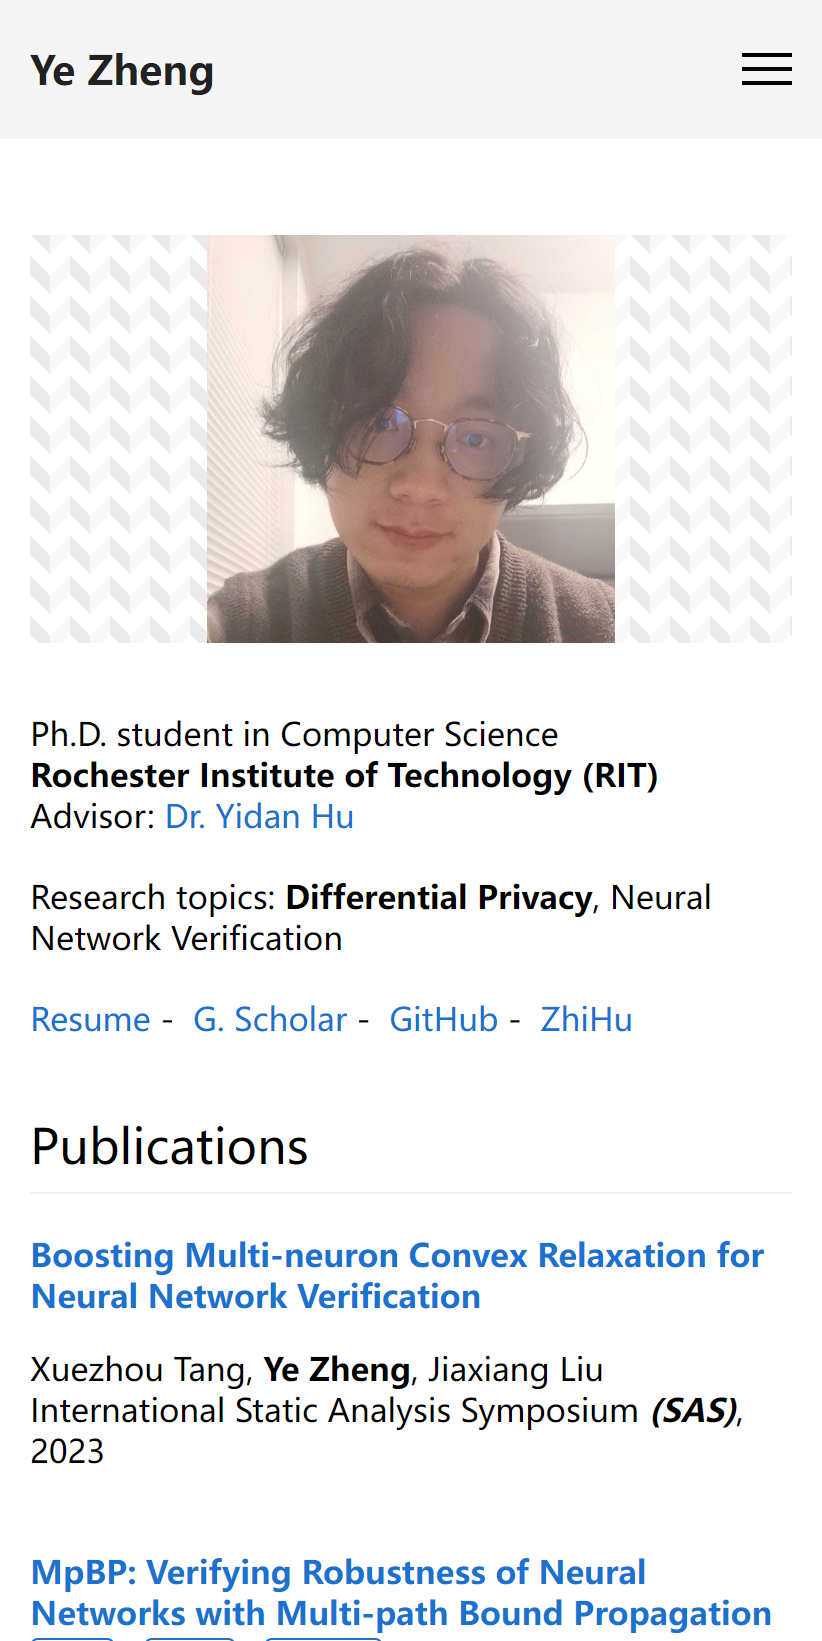 Ye Zheng
Ph.D. student in Computer Science
Rochester Institute of Technology (RIT)
Advisor: Dr. Yidan Hu
Research topics: Differential Privacy, Neural
Network Verification
Resume - G. Scholar - GitHub - ZhiHu
Publications
Boosting Multi-neuron Convex Relaxation for
Neural Network Verification
Xuezhou Tang, Ye Zheng, Jiaxiang Liu
International Static Analysis Symposium (SAS),
2023
MpBP: Verifying Robustness of Neural
Networks with Multi-path Bound Propagation